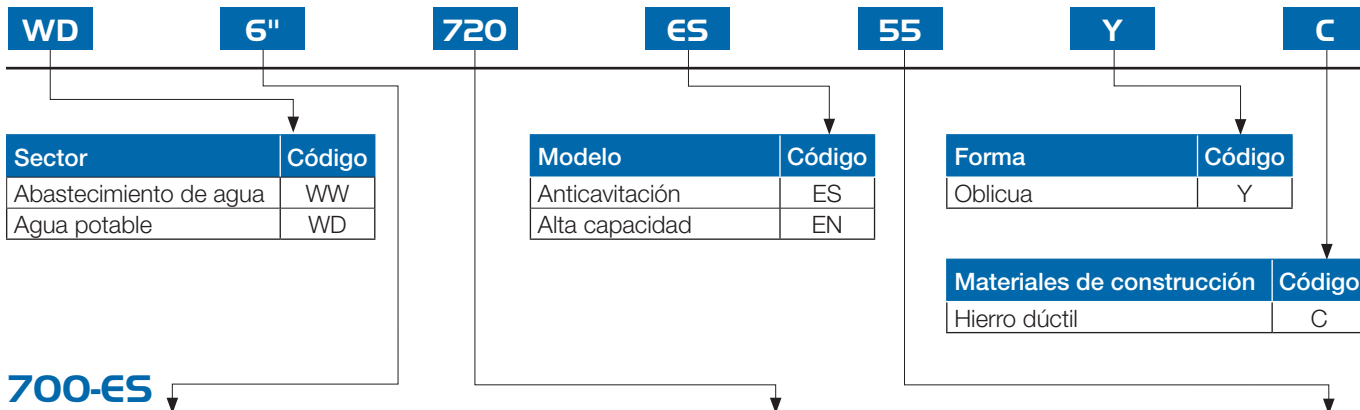 WD 6" 720 ES 55 Y C
Sector Código
Abastecimiento de agua WW
Agua potable WD
Modelo Código
Anticavitación ES
Alta capacidad EN
Forma Código
Oblicua Y
Materiales de construcción Código
Hierro dúctil C
700-ES